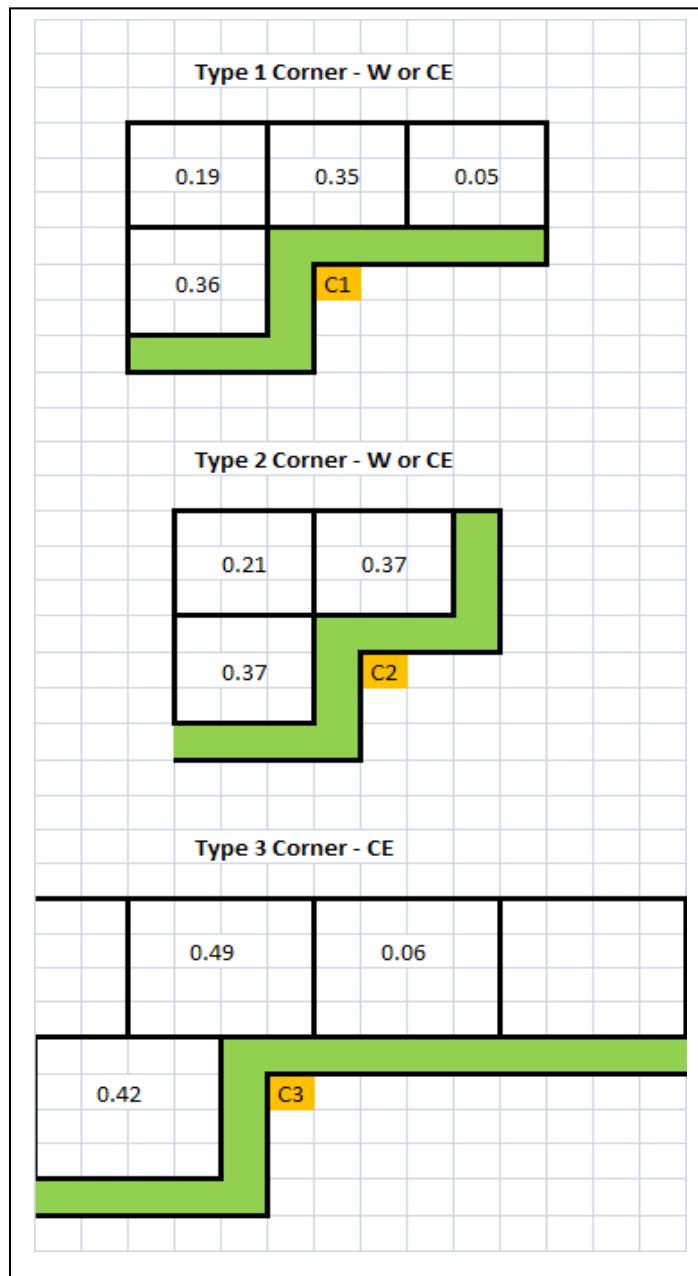 Type 1 Corner - W or CE
0.19 0.35 0.05
0.36 C1
Type 2 Corner - W or CE
0.21 0.37
0.37 C2
Type 3 Corner - CE
0.49 0.06
0.42 C3